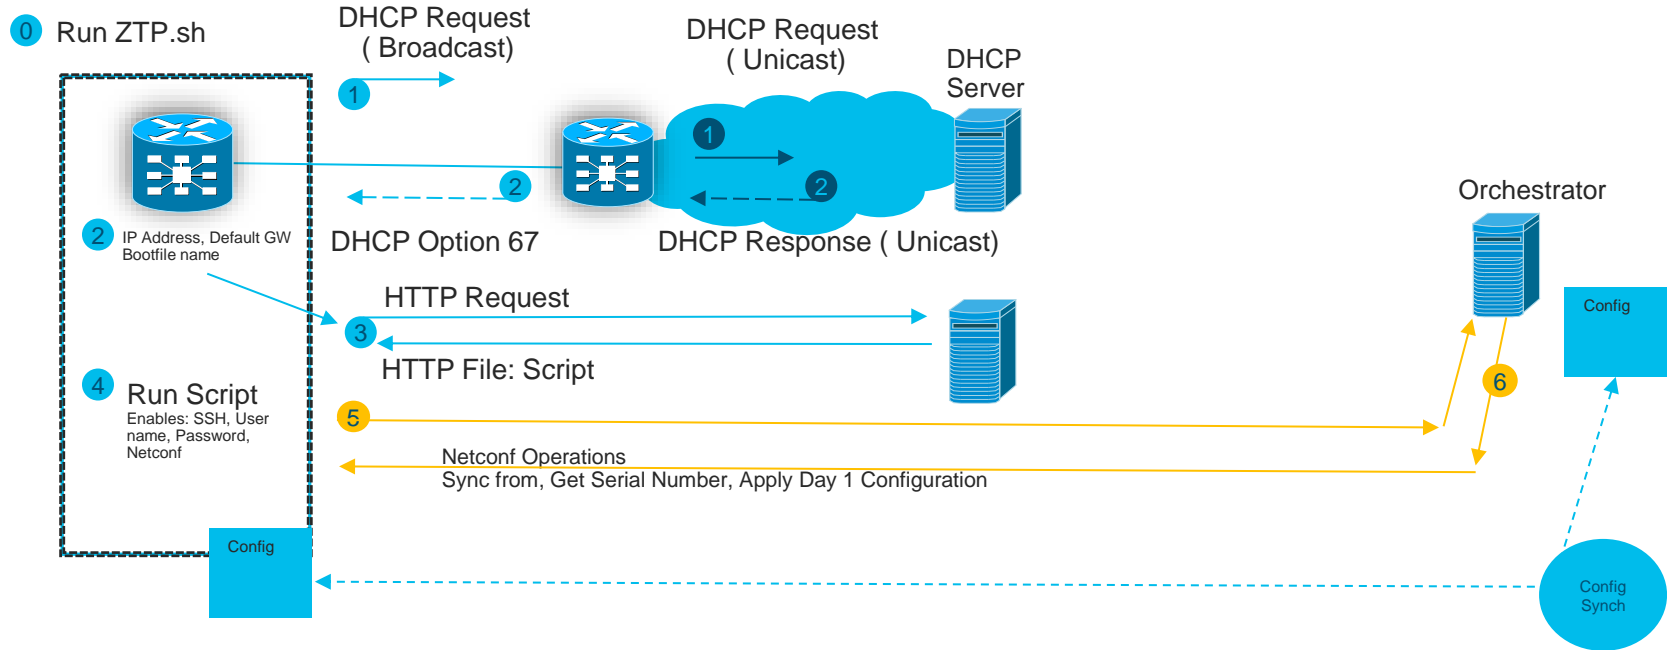 0 Run ZTP.sh
DHCP Request
( Broadcast)
1
DHCP Request
( Unicast)
DHCP
Server
1
2
2
2
IP Address, Default GW
Bootfile name
DHCP Option 67
DHCP Response ( Unicast)
Orchestrator
HTTP Request
3
HTTP File: Script
Config
4 Run Script
Enables: SSH, User
name, Password,
Netconf
5
6
Netconf Operations
Sync from, Get Serial Number, Apply Day 1 Configuration
Config
Config
Synch